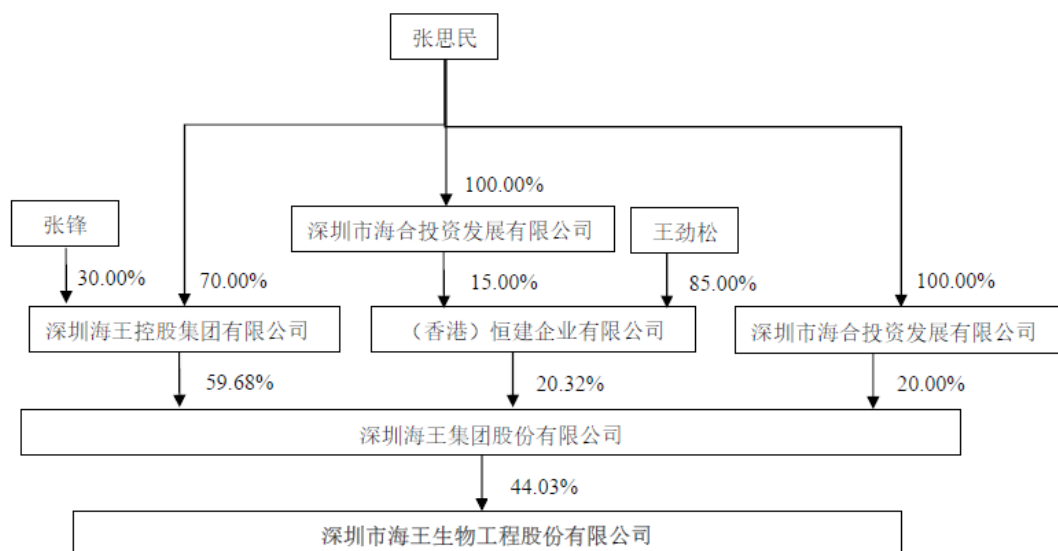 张思民
100.00%
张锋
深圳市海合投资发展有限公司
王劲松
30.00%
70.00%
15.00%
85.00%
100.00%
深圳海王控股集团有限公司
（香港）恒建企业有限公司
深圳市海合投资发展有限公司
59.68%
20.32%
20.00%
深圳海王集团股份有限公司
44.03%
深圳市海王生物工程股份有限公司